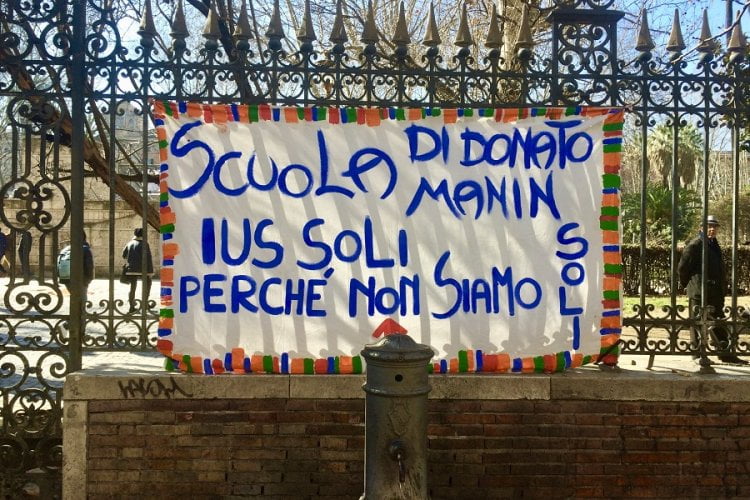 SCUOLA DI DONATO
MANIN
IUS SOLI
PERCHÉ NON SIAMO SOLI